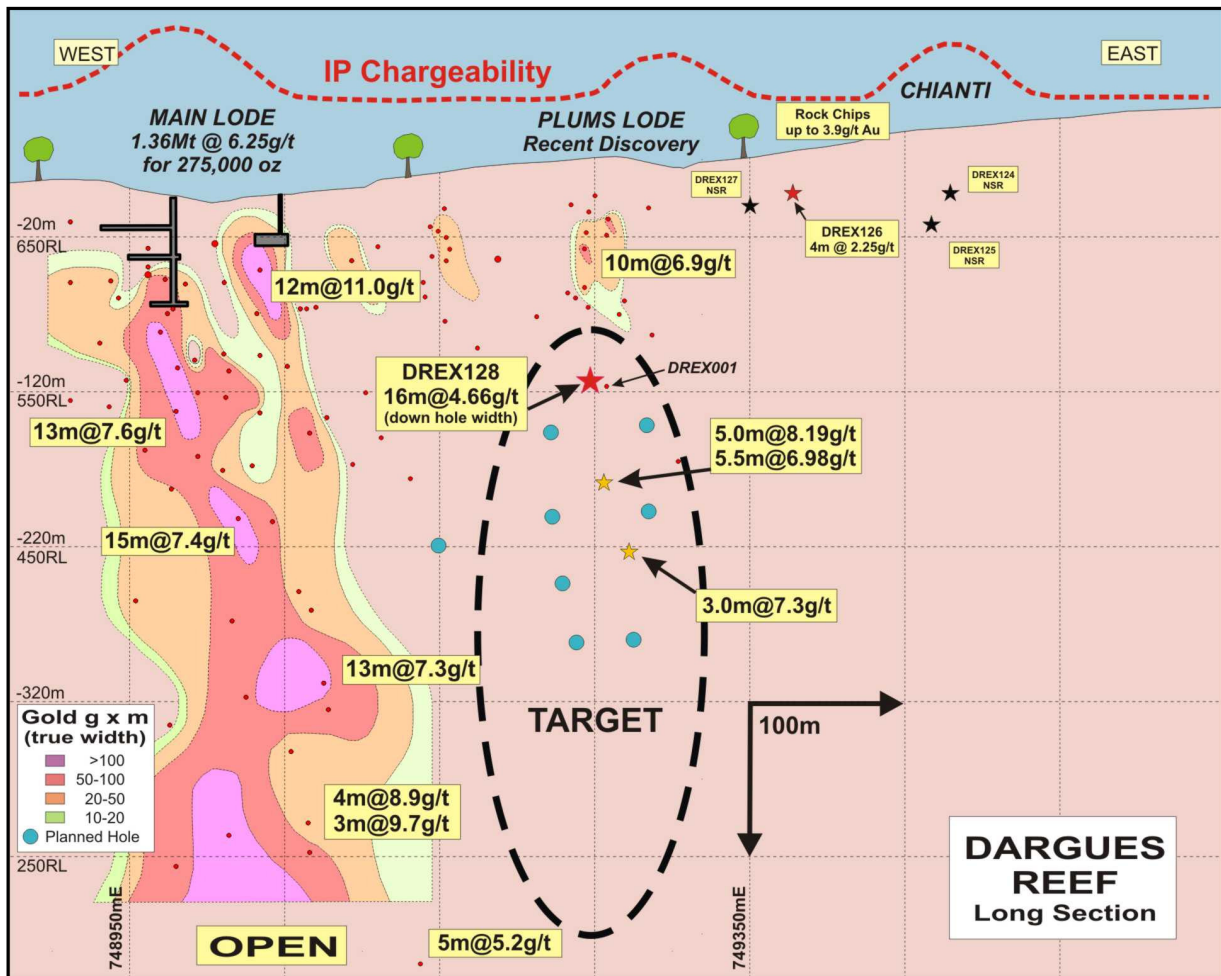 WEST
IP Chargeability
EAST
MAIN LODE
1.36Mt @ 6.25g/t
for 275,000 oz
PLUMS LODE
Recent Discovery
CHIANTI
Rock Chips
up to 3.9g/t Au
DREX127
NSR
DREX124
NSR
DREX126
4m @ 2.25g/t
DREX125
NSR
-20m
650RL
12m@11.0g/t
10m@6.9g/t
DREX128
16m@4.66g/t
(down hole width)
DREX001
-120m
550RL
13m@7.6g/t
5.0m@8.19g/t
5.5m@6.98g/t
15m@7.4g/t
-220m
450RL
3.0m@7.3g/t
13m@7.3g/t
-320m
TARGET
100m
Gold g x m
(true width)
>100
50-100
20-50
10-20
Planned Hole
4m@8.9g/t
3m@9.7g/t
250RL
748950mE
749350mE
DARGUES
REEF
Long Section
OPEN
5m@5.2g/t